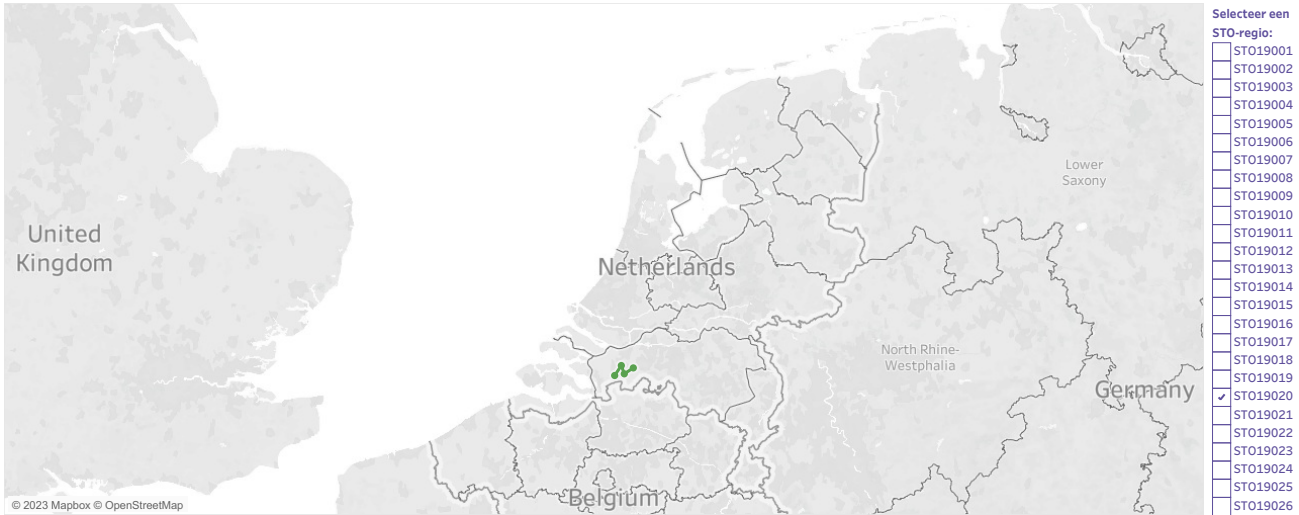 United
Kingdom
Netherlands
Lower
Saxony
North Rhine-
Westphalia
Germany
Belgium
© 2023 Mapbox © OpenStreetMap
Selecteer een
STO-regio:
STO19001
STO19002
STO19003
STO19004
STO19005
STO19006
STO19007
STO19008
STO19009
STO19010
STO19011
STO19012
STO19013
STO19014
STO19015
STO19016
STO19017
STO19018
STO19019
STO19020
STO19021
STO19022
STO19023
STO19024
STO19025
STO19026